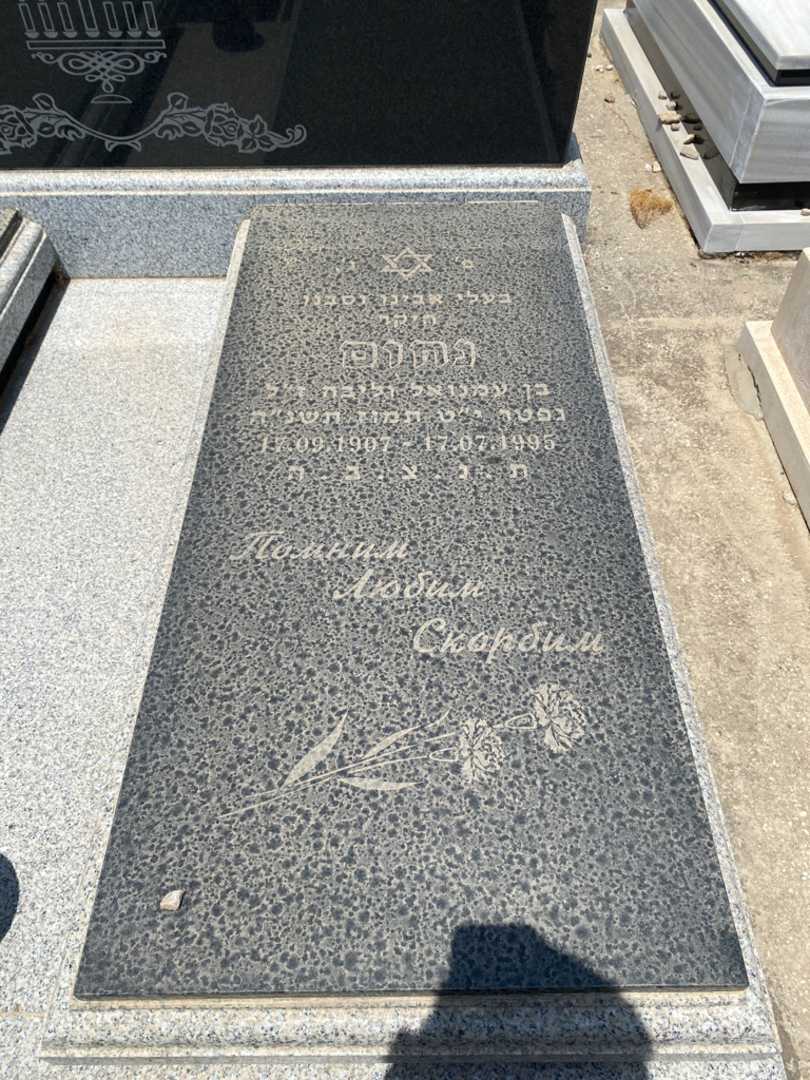 פ' נ'
בעלי אבינו וסבנו
היקר
נחום
בן עמנואל וליובה ז"ל
נפטר י"ט תמוז תשנ"ה
17.09.1907 - 17.07.1995
ת . נ . צ . ב . ה
Помним
Любим
Скорбим